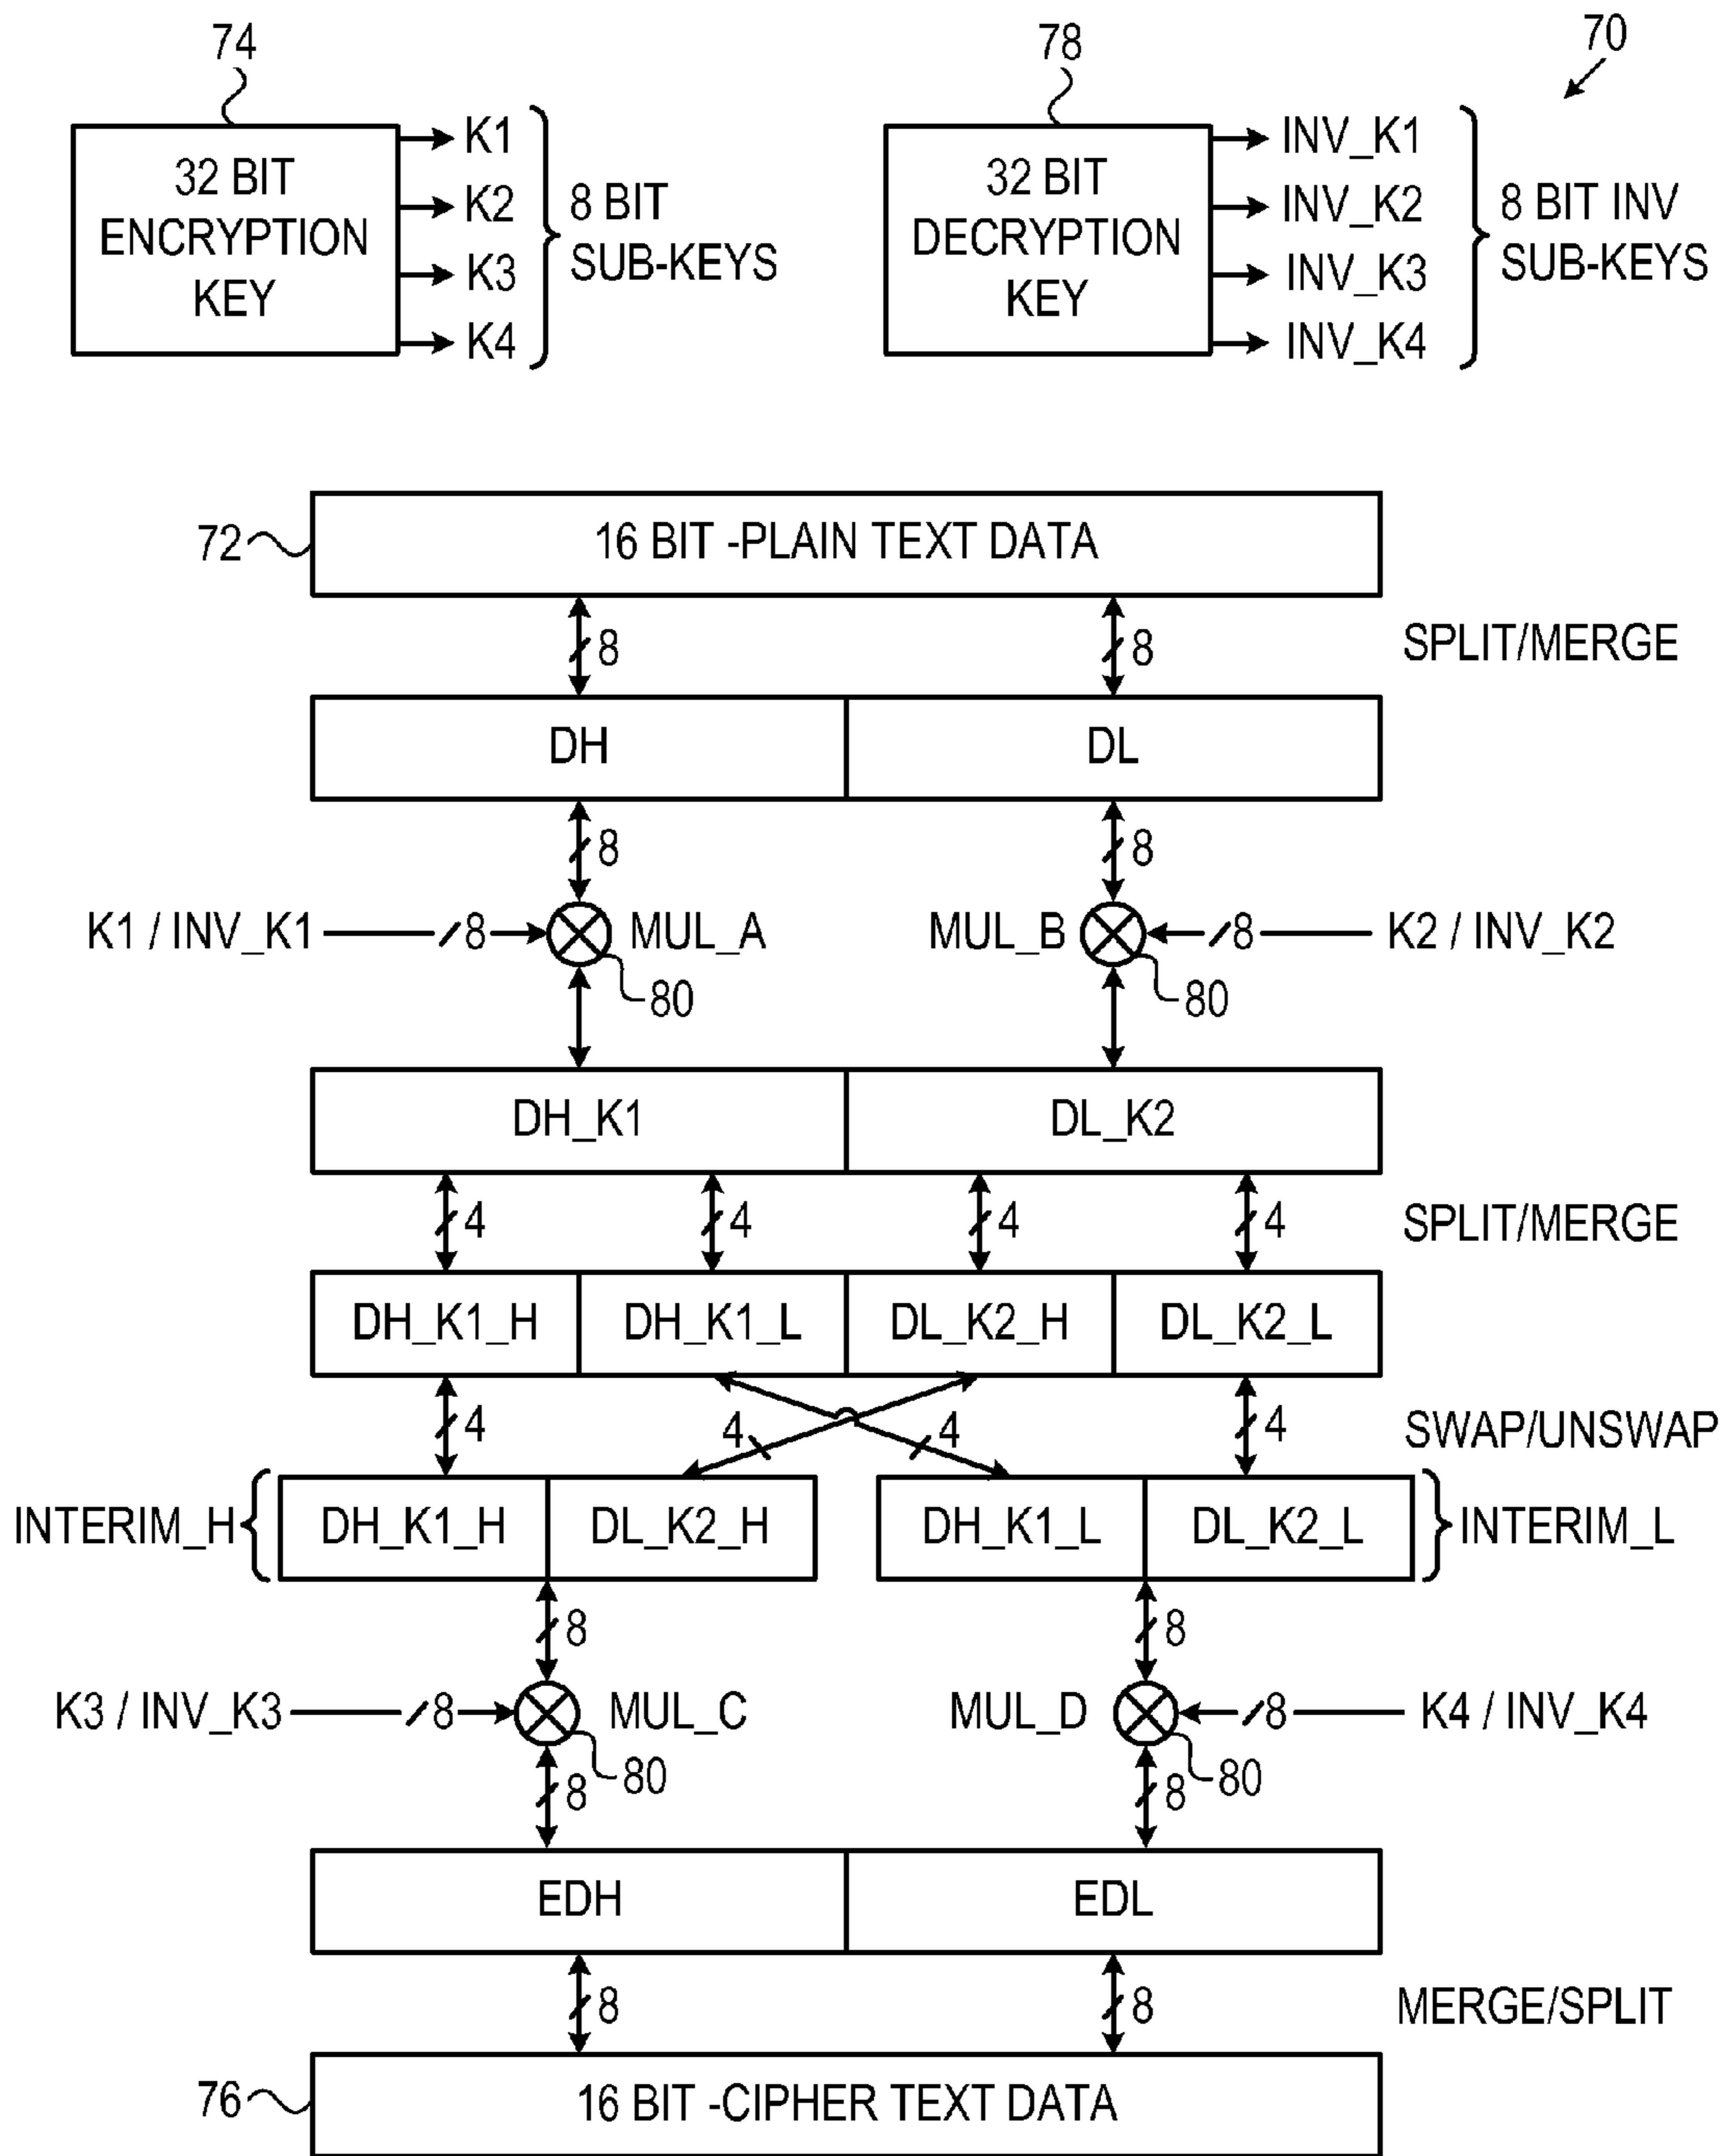 74
78
70
32 BIT
ENCRYPTION
KEY
K1
K2
K3
K4
8 BIT
SUB-KEYS
32 BIT
DECRYPTION
KEY
INV_K1
INV_K2
INV_K3
INV_K4
8 BIT INV
SUB-KEYS
72
16 BIT -PLAIN TEXT DATA
8
8
SPLIT/MERGE
DH
DL
8
8
K1 / INV_K1
8
MUL_A
MUL_B
8
K2 / INV_K2
80
80
DH_K1
DL_K2
4
4
4
4
SPLIT/MERGE
DH_K1_H
DH_K1_L
DL_K2_H
DL_K2_L
4
4
4
4
SWAP/UNSWAP
INTERIM_H
DH_K1_H
DL_K2_H
DH_K1_L
DL_K2_L
INTERIM_L
8
8
K3 / INV_K3
8
MUL_C
MUL_D
8
K4 / INV_K4
80
80
8
8
EDH
EDL
8
8
MERGE/SPLIT
76
16 BIT -CIPHER TEXT DATA